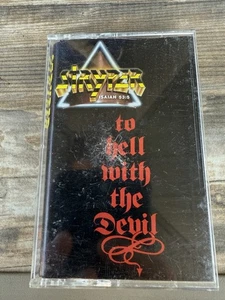 Stryper
ISAIAH 53:5
to
hell
with
the
Devil